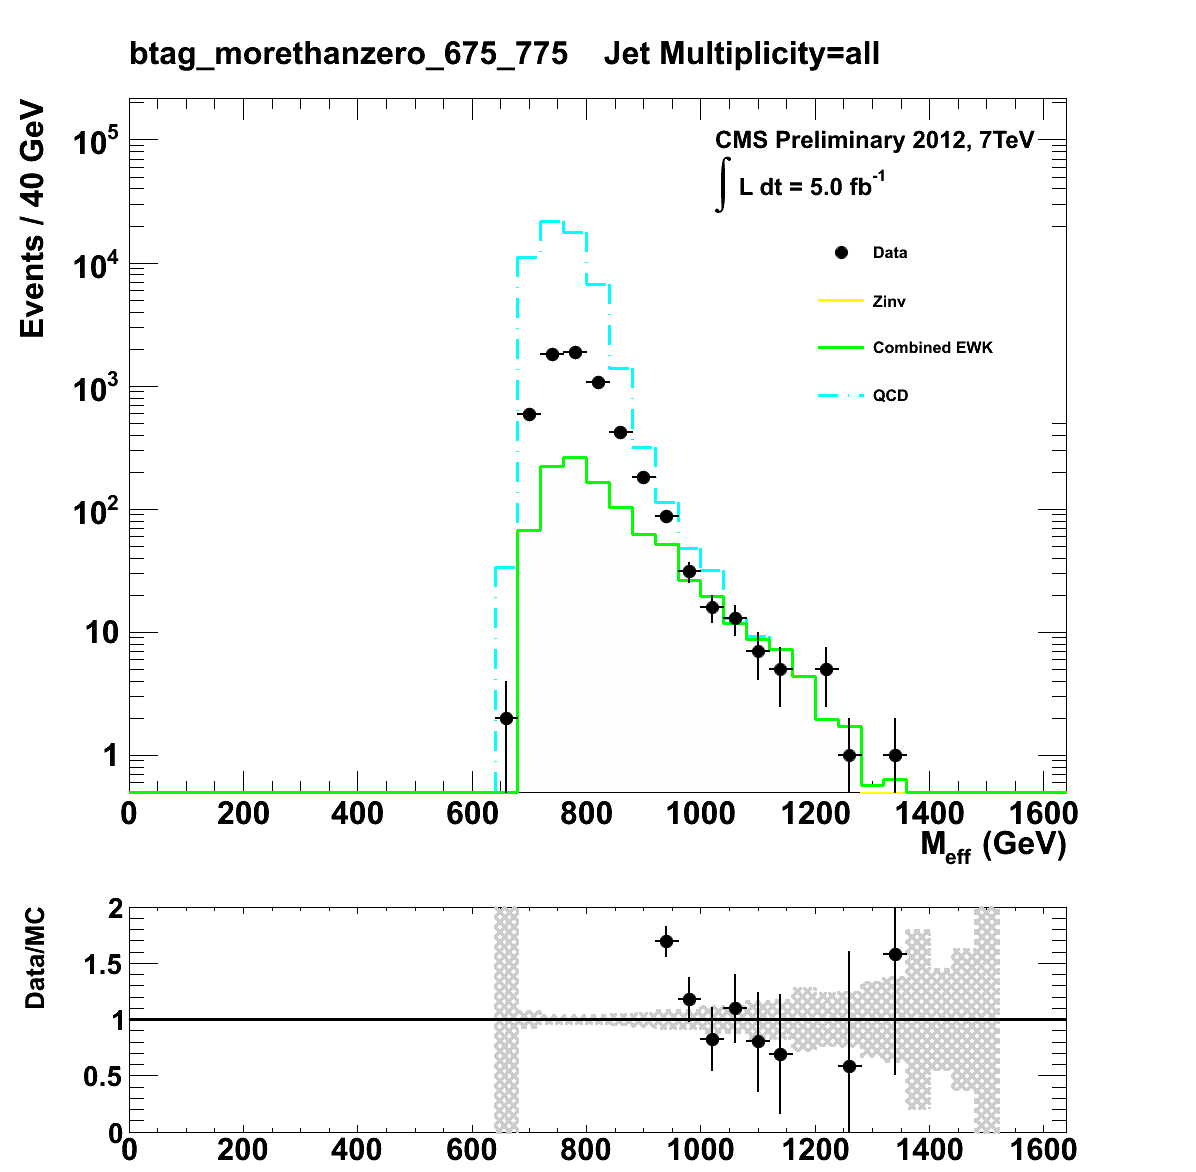 btag_morethanzero_675_775 Jet Multiplicity=all
Events / 40 GeV
10^5
10^4
10^3
10^2
10
1
CMS Preliminary 2012, 7TeV
∫ L dt = 5.0 fb^-1
Data
Zinv
Combined EWK
QCD
0 200 400 600 800 1000 1200 1400 1600
M_eff (GeV)
Data/MC
2
1.5
1
0.5
0
0 200 400 600 800 1000 1200 1400 1600